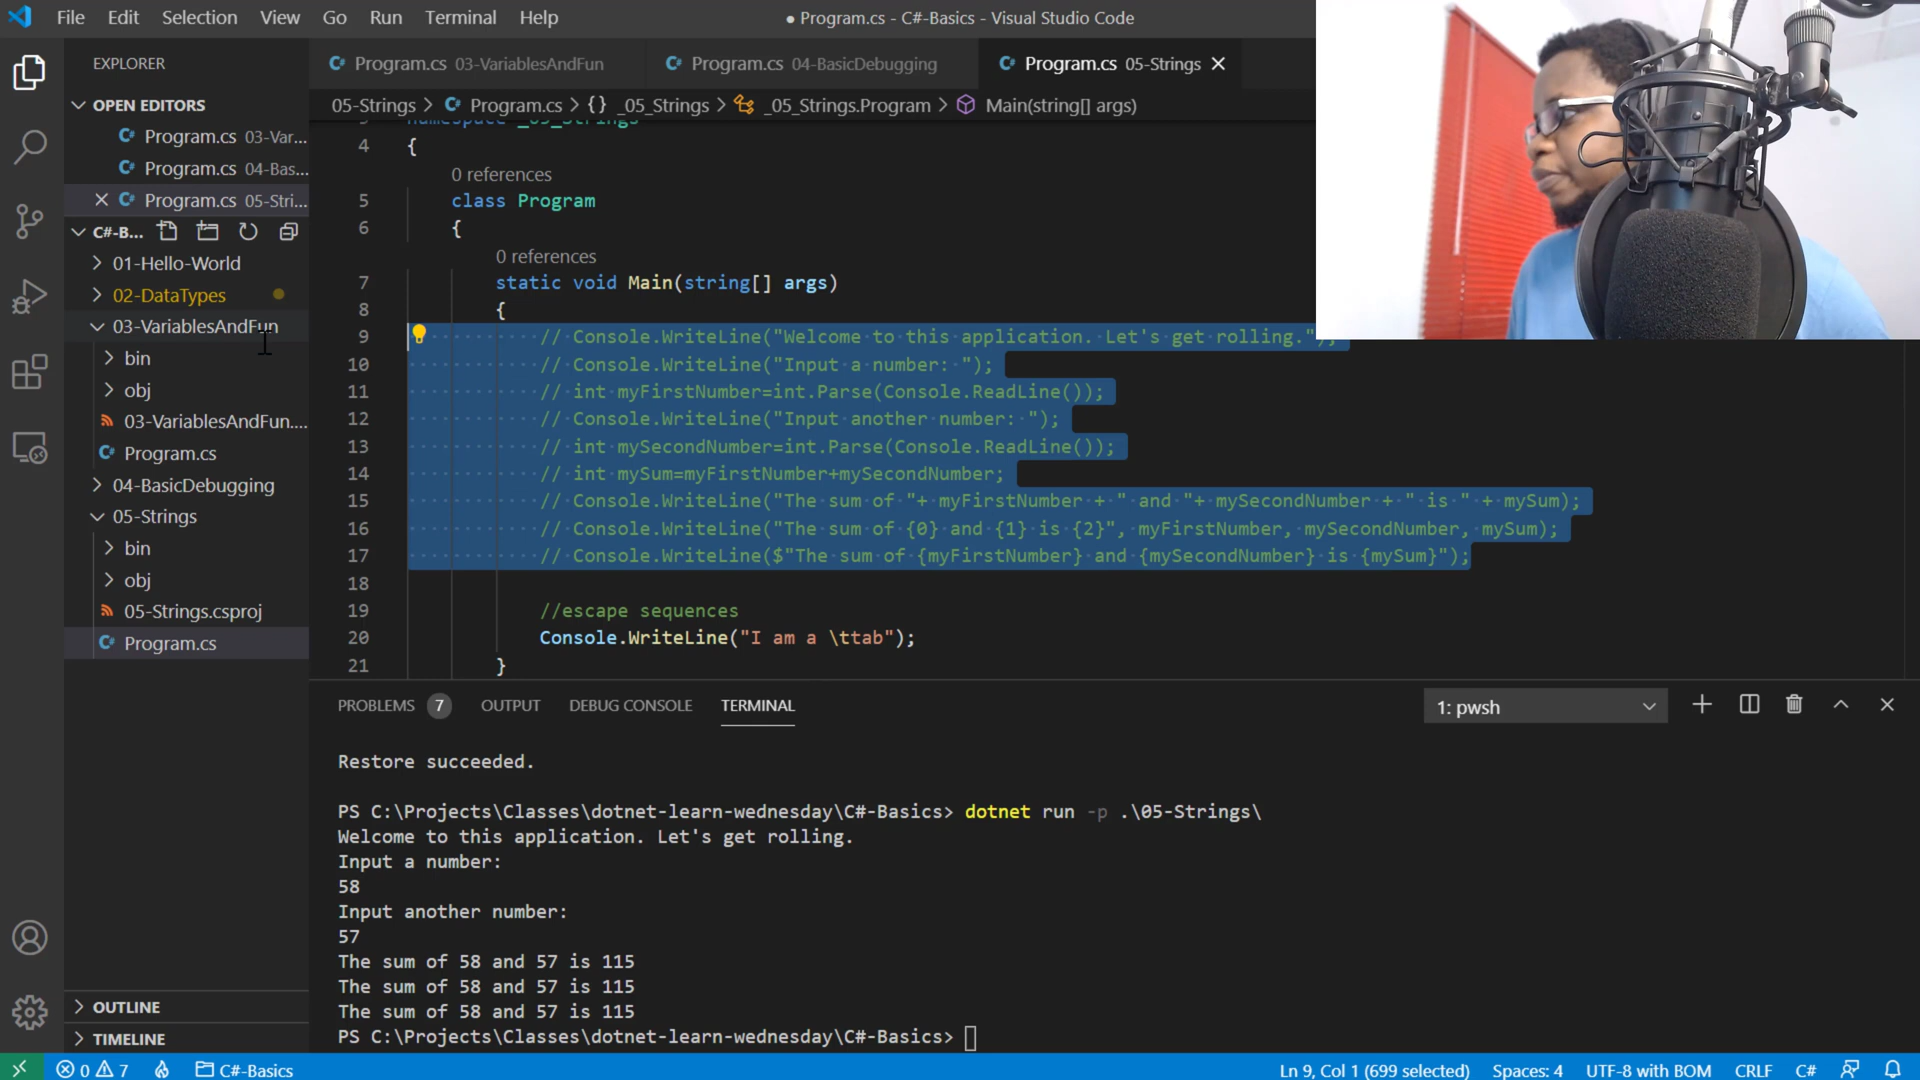 File Edit Selection View Go Run Terminal Help
● Program.cs - C#-Basics - Visual Studio Code
EXPLORER
OPEN EDITORS
Program.cs 03-Var...
Program.cs 04-Bas...
Program.cs 05-Stri...
C#-B...
01-Hello-World
02-DataTypes
03-VariablesAndFun
bin
obj
03-VariablesAndFun....
Program.cs
04-BasicDebugging
05-Strings
bin
obj
05-Strings.csproj
Program.cs
OUTLINE
TIMELINE
Program.cs 03-VariablesAndFun
Program.cs 04-BasicDebugging
Program.cs 05-Strings
05-Strings > Program.cs > {} _05_Strings > _05_Strings.Program > Main(string[] args)
namespace _05_Strings
4 {
0 references
5 class Program
6 {
0 references
7 static void Main(string[] args)
8 {
9 // Console.WriteLine("Welcome to this application. Let's get rolling.");
10 // Console.WriteLine("Input a number: ");
11 // int myFirstNumber=int.Parse(Console.ReadLine());
12 // Console.WriteLine("Input another number: ");
13 // int mySecondNumber=int.Parse(Console.ReadLine());
14 // int mySum=myFirstNumber+mySecondNumber;
15 // Console.WriteLine("The sum of "+ myFirstNumber + " and "+ mySecondNumber + " is " + mySum);
16 // Console.WriteLine("The sum of {0} and {1} is {2}", myFirstNumber, mySecondNumber, mySum);
17 // Console.WriteLine($"The sum of {myFirstNumber} and {mySecondNumber} is {mySum}");
18
19 //escape sequences
20 Console.WriteLine("I am a \ttab");
21 }
PROBLEMS 7 OUTPUT DEBUG CONSOLE TERMINAL
1: pwsh
Restore succeeded.
PS C:\Projects\Classes\dotnet-learn-wednesday\C#-Basics> dotnet run -p .\05-Strings\
Welcome to this application. Let's get rolling.
Input a number:
58
Input another number:
57
The sum of 58 and 57 is 115
The sum of 58 and 57 is 115
The sum of 58 and 57 is 115
PS C:\Projects\Classes\dotnet-learn-wednesday\C#-Basics>
0 7 C#-Basics
Ln 9, Col 1 (699 selected) Spaces: 4 UTF-8 with BOM CRLF C#